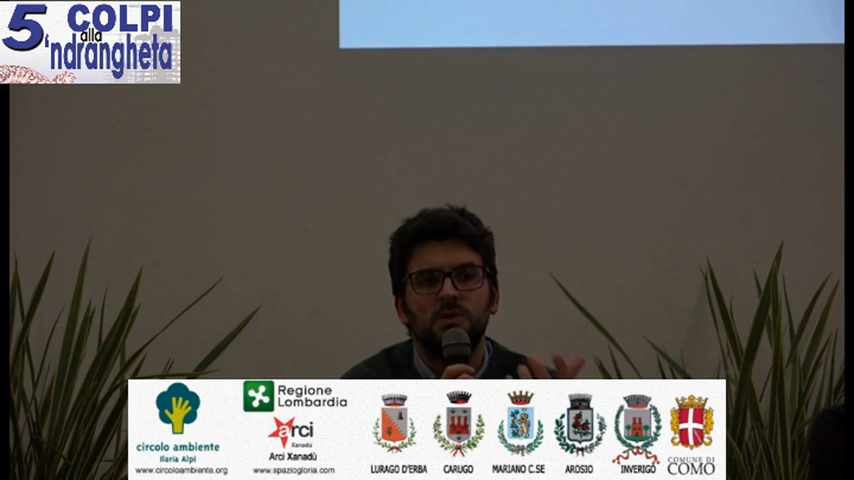 5 COLPI
alla
'ndrangheta
circolo ambiente
Ilaria Alpi
www.circoloambiente.org
Regione
Lombardia
arci
Xanadù
Arci Xanadù
www.spaziogloria.com
LURAGO D'ERBA
CARUGO
MARIANO C.SE
AROSIO
INVERIGO
COMUNE DI
COMO